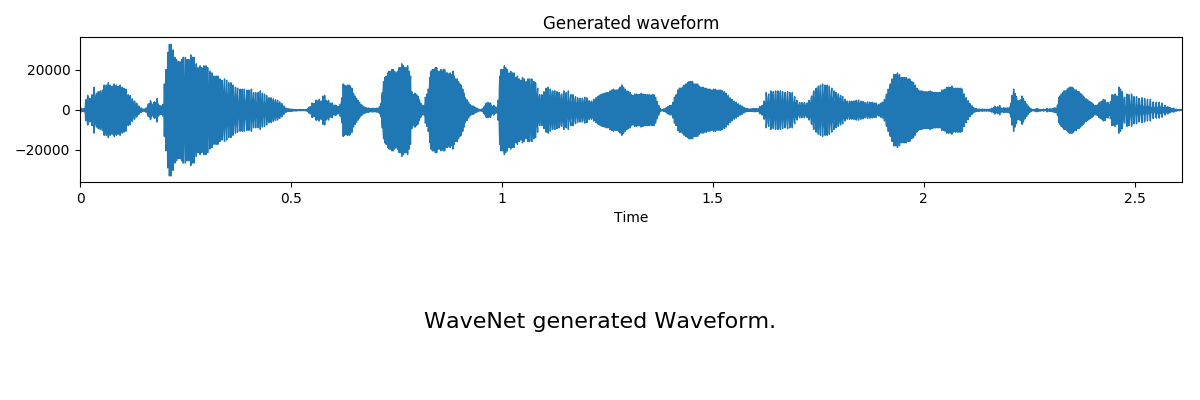 Generated waveform
20000
0
−20000
0 0.5 1 1.5 2 2.5
Time
WaveNet generated Waveform.